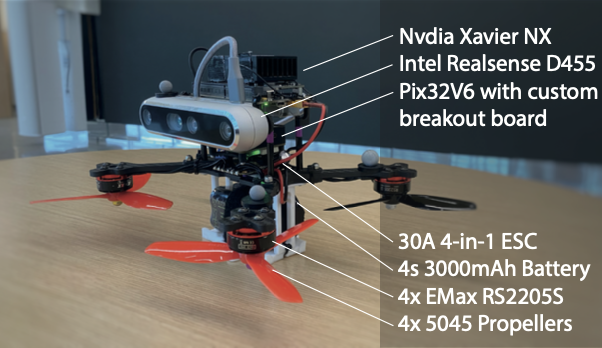 Nvdia Xavier NX
Intel Realsense D455
Pix32V6 with custom
breakout board
30A 4-in-1 ESC
4s 3000mAh Battery
4x EMax RS2205S
4x 5045 Propellers